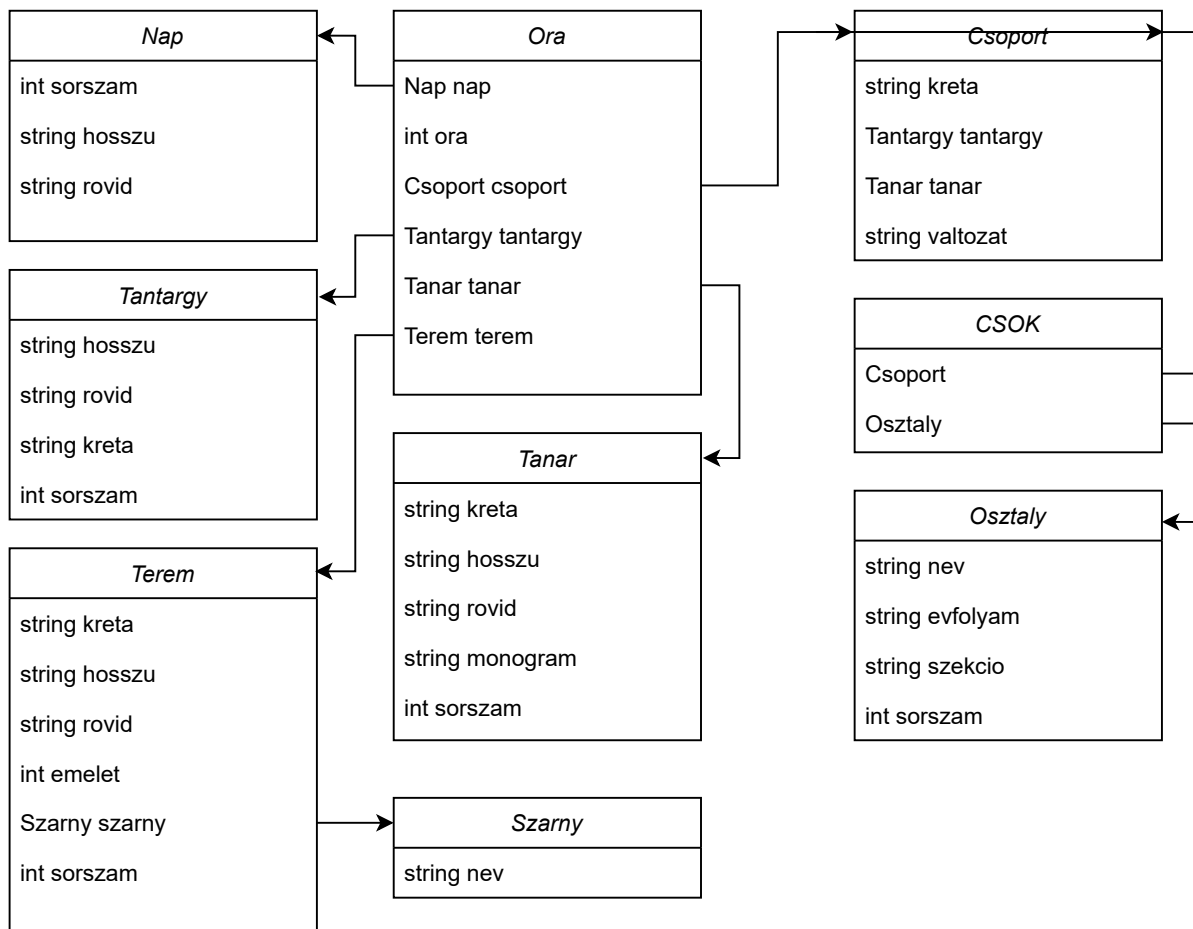 Nap
int sorszam
string hosszu
string rovid
Tantargy
string hosszu
string rovid
string kreta
int sorszam
Terem
string kreta
string hosszu
string rovid
int emelet
Szarny szarny
int sorszam
Ora
Nap nap
int ora
Csoport csoport
Tantargy tantargy
Tanar tanar
Terem terem
Tanar
string kreta
string hosszu
string rovid
string monogram
int sorszam
Szarny
string nev
Csoport
string kreta
Tantargy tantargy
Tanar tanar
string valtozat
CSOK
Csoport
Osztaly
Osztaly
string nev
string evfolyam
string szekcio
int sorszam